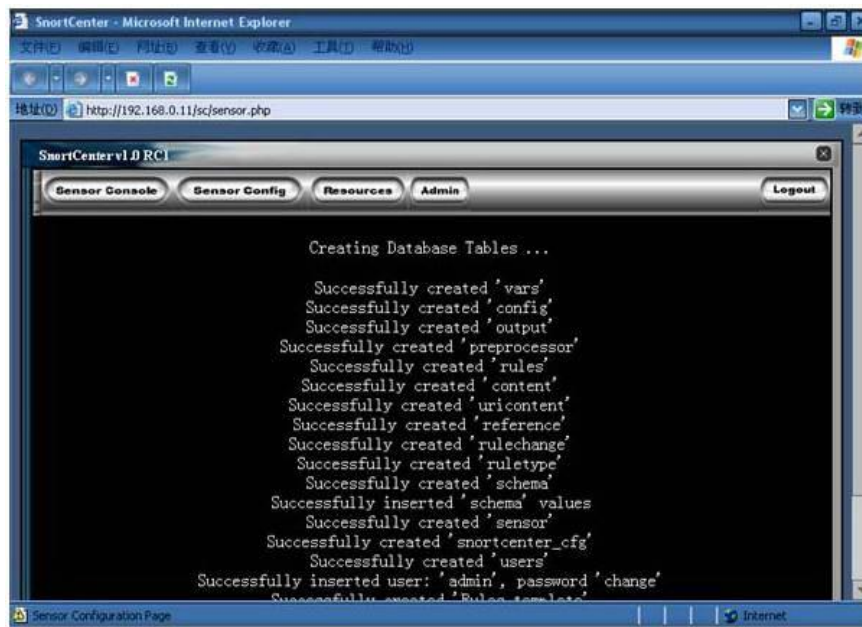 SnortCenter - Microsoft Internet Explorer
文件(F) 编辑(E) 网址(B) 查看(V) 收藏(A) 工具(T) 帮助(H)
地址(D) http://192.168.0.11/sc/sensor.php 转到
SnortCenter v1.0 RC1
Sensor Console Sensor Config Resources Admin Logout
Creating Database Tables ...
Successfully created 'vars'
Successfully created 'config'
Successfully created 'output'
Successfully created 'preprocessor'
Successfully created 'rules'
Successfully created 'content'
Successfully created 'uricontent'
Successfully created 'reference'
Successfully created 'rulechange'
Successfully created 'ruletype'
Successfully created 'schema'
Successfully inserted 'schema' values
Successfully created 'sensor'
Successfully created 'snortcenter_cfg'
Successfully created 'users'
Successfully inserted user: 'admin', password 'change'
Successfully created 'Rules_template'
Sensor Configuration Page Internet